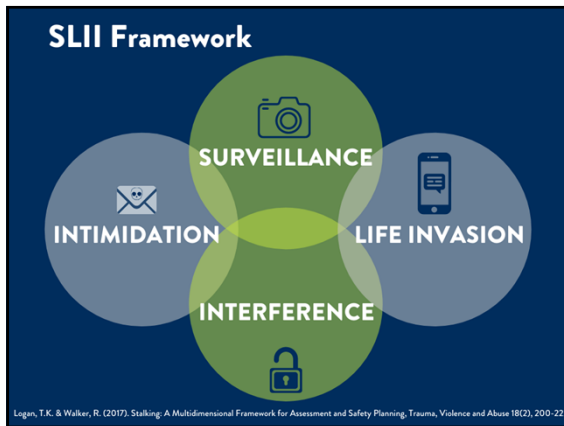 SLII Framework
SURVEILLANCE
INTIMIDATION
LIFE INVASION
INTERFERENCE
Logan, T.K. & Walker, R. (2017). Stalking: A Multidimensional Framework for Assessment and Safety Planning, Trauma, Violence and Abuse 18(2), 200-22